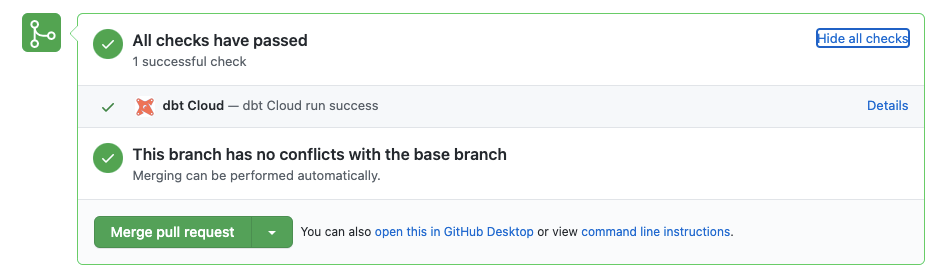 All checks have passed
Hide all checks
1 successful check
dbt Cloud — dbt Cloud run success
Details
This branch has no conflicts with the base branch
Merging can be performed automatically.
Merge pull request
You can also open this in GitHub Desktop or view command line instructions.